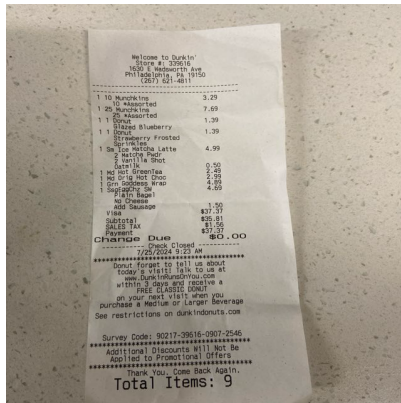 Welcome to Dunkin'
Store #: 339616
1630 E Wadsworth Ave
Philadelphia, PA 19150
(267) 621-4811
1 10 Munchkins 3.29
10 *Assorted
1 25 Munchkins 7.69
25 *Assorted
1 1 Donut 1.39
Glazed Blueberry
1 1 Donut 1.39
Strawberry Frosted
Sprinkles
1 Sm Ice Matcha Latte 4.99
2 Matcha Pwdr
2 Vanilla Shot
Oatmilk 0.50
1 Md Hot GreenTea 2.49
1 Md Orig Hot Choc 2.99
1 Grn Goddess Wrap 4.89
1 SsgEggChz SW 4.69
Plain Bagel
No Cheese
Add Sausage 1.50
Visa $37.37
Subtotal $35.81
SALES TAX $1.56
Payment $37.37
Change Due $0.00
---------- Check Closed ----------
7/25/2024 9:23 AM
Donut forget to tell us about
today's visit! Talk to us at
www.DunkinRunsOnYou.com
within 3 days and receive a
FREE CLASSIC DONUT
on your next visit when you
purchase a Medium or Larger Beverage
See restrictions on dunkindonuts.com
Survey Code: 90217-39616-0907-2546
Additional Discounts Will Not Be
Applied to Promotional Offers
Thank You. Come Back Again.
Total Items: 9